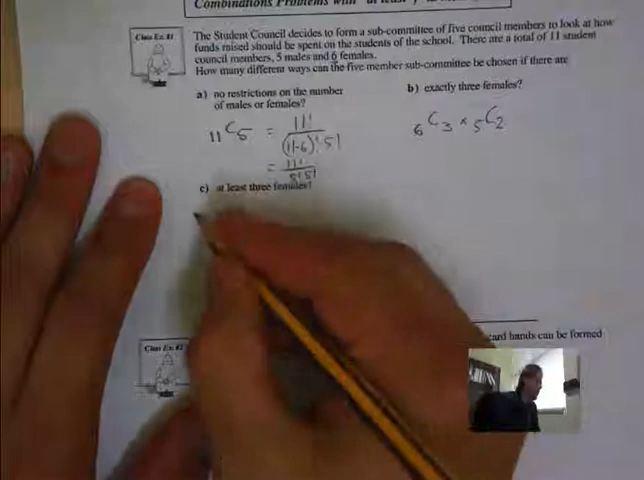 Combinations Problems with "at least"
Class Ex. #1
The Student Council decides to form a sub-committee of five council members to look at how
funds raised should be spent on the students of the school. There are a total of 11 student
council members, 5 males and 6 females.
How many different ways can the five member sub-committee be chosen if there are
a) no restrictions on the number
of males or females?
b) exactly three females?
11C5 = 11!
(11-6)! 5!
= 11!
5! 5!
6C3 × 5C2
c) at least three females?
Class Ex. #2
card hands can be formed